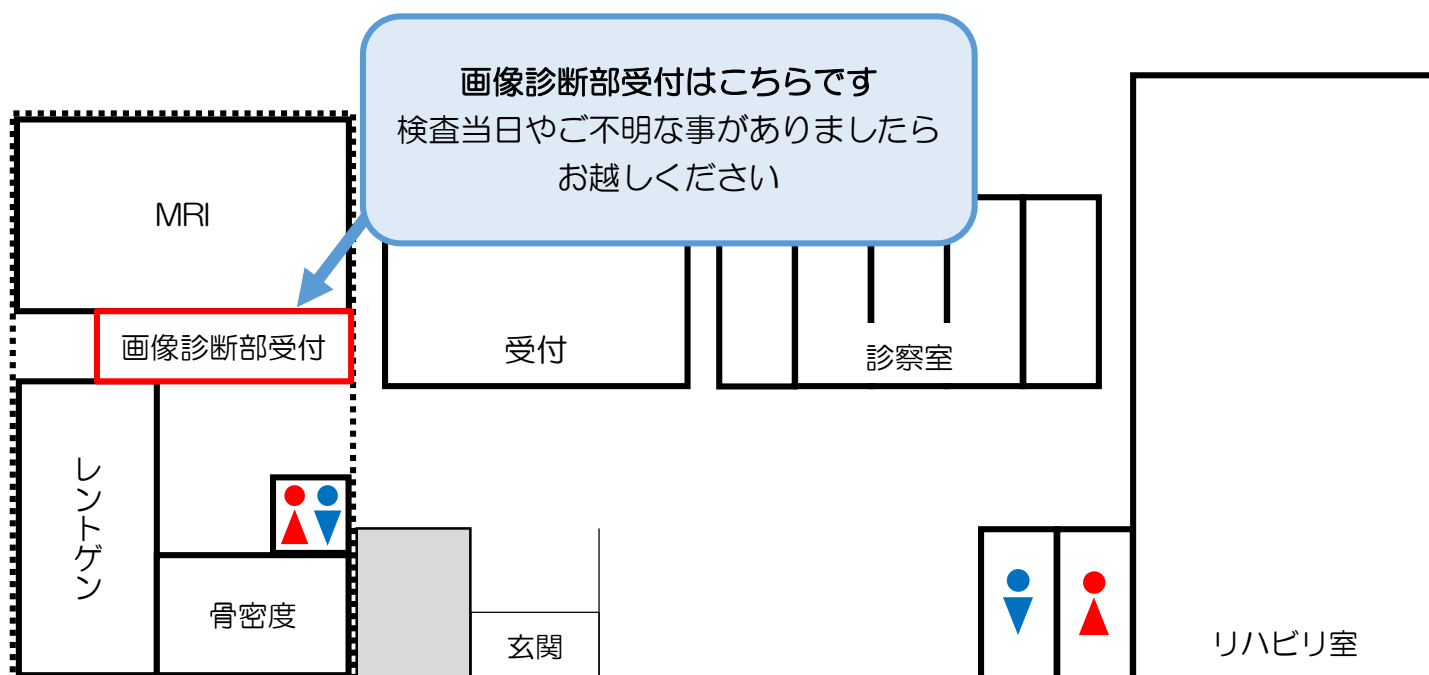 画像診断部受付はこちらです
検査当日やご不明な事がありましたら
お越しください
MRI
画像診断部受付
受付
診察室
レントゲン
骨密度
玄関
リハビリ室